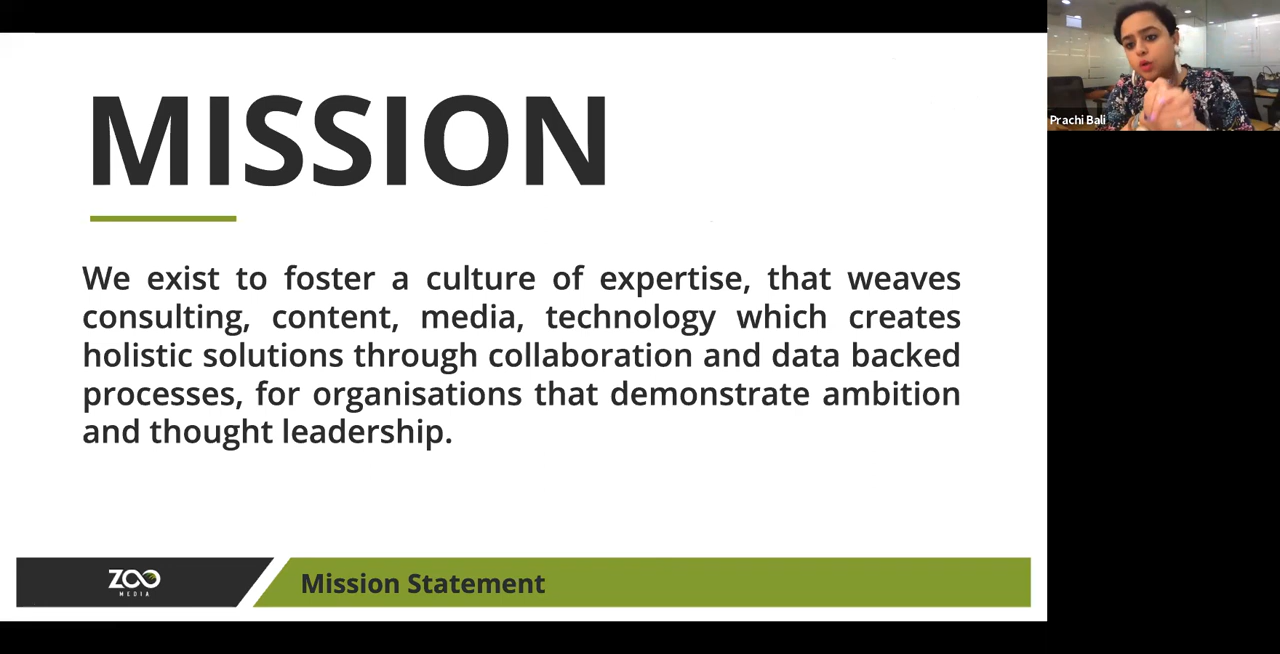 MISSION
We exist to foster a culture of expertise, that weaves
consulting, content, media, technology which creates
holistic solutions through collaboration and data backed
processes, for organisations that demonstrate ambition
and thought leadership.
ZOO
MEDIA
Mission Statement
Prachi Bali